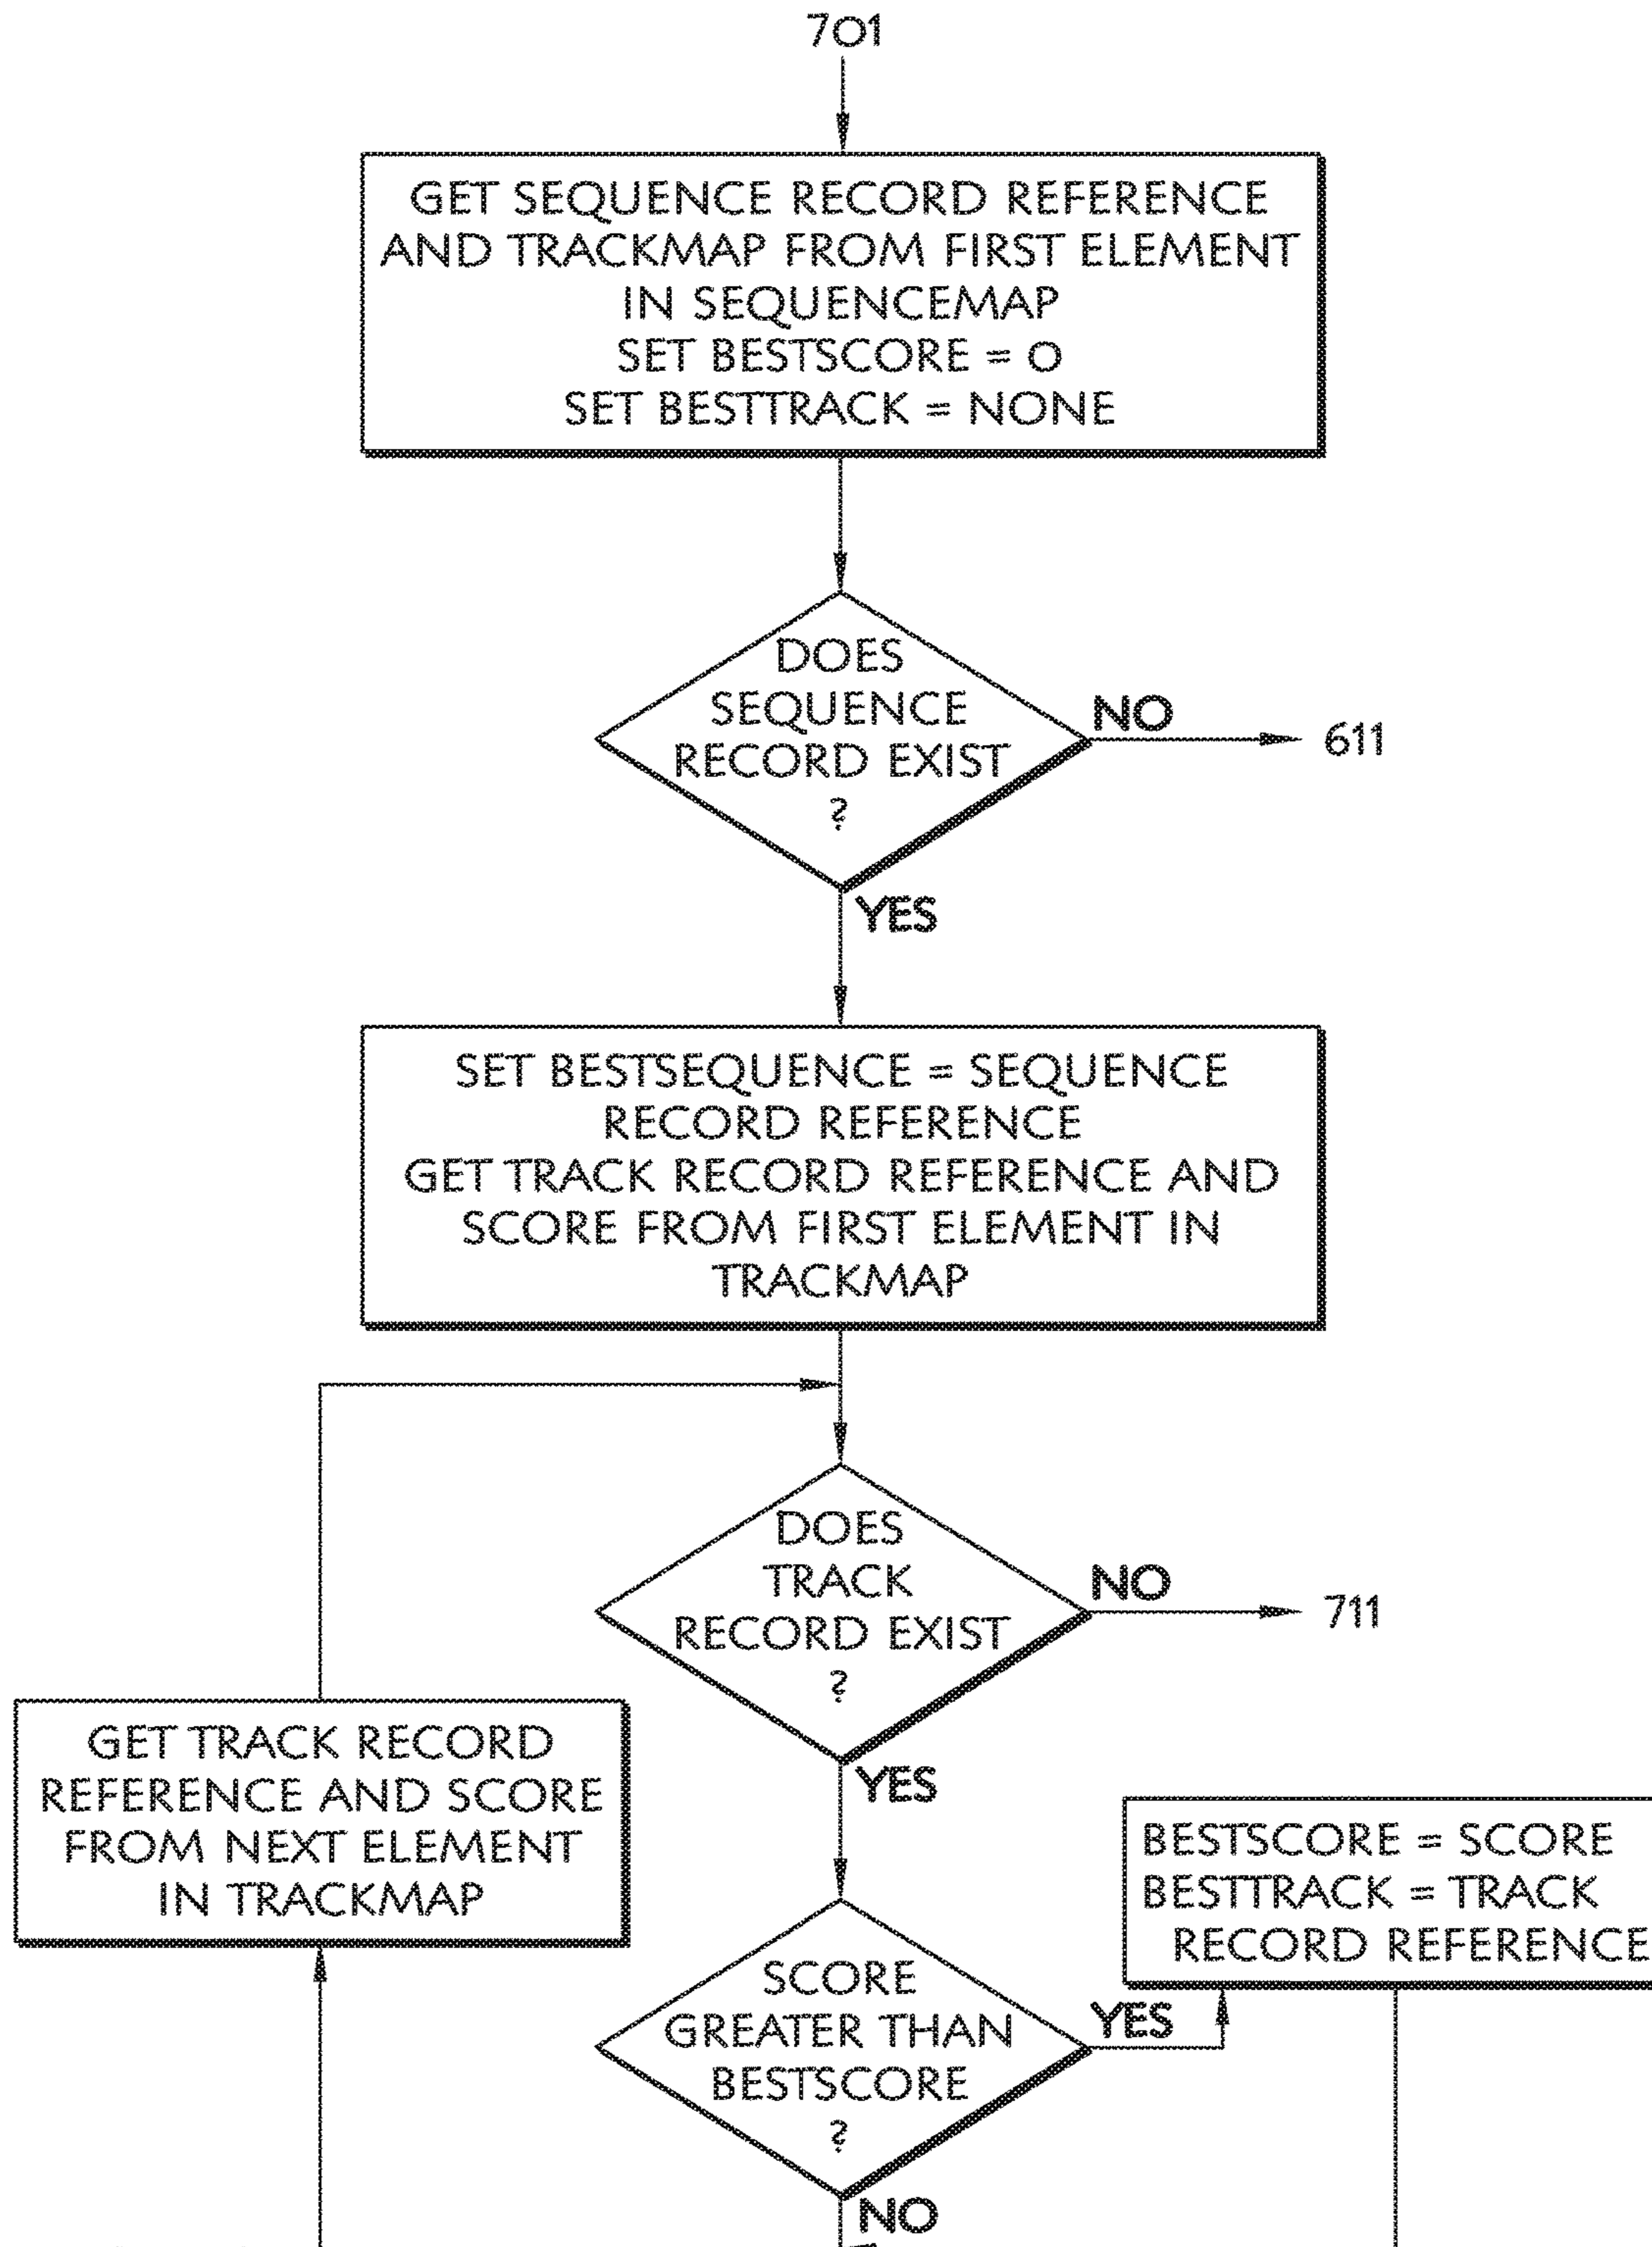 701
GET SEQUENCE RECORD REFERENCE
AND TRACKMAP FROM FIRST ELEMENT
IN SEQUENCEMAP
SET BESTSCORE = 0
SET BESTTRACK = NONE
DOES
SEQUENCE
RECORD EXIST
?
NO
611
YES
SET BESTSEQUENCE = SEQUENCE
RECORD REFERENCE
GET TRACK RECORD REFERENCE AND
SCORE FROM FIRST ELEMENT IN
TRACKMAP
DOES
TRACK
RECORD EXIST
?
NO
711
YES
GET TRACK RECORD
REFERENCE AND SCORE
FROM NEXT ELEMENT
IN TRACKMAP
BESTSCORE = SCORE
BESTTRACK = TRACK
RECORD REFERENCE
SCORE
GREATER THAN
BESTSCORE
?
YES
NO